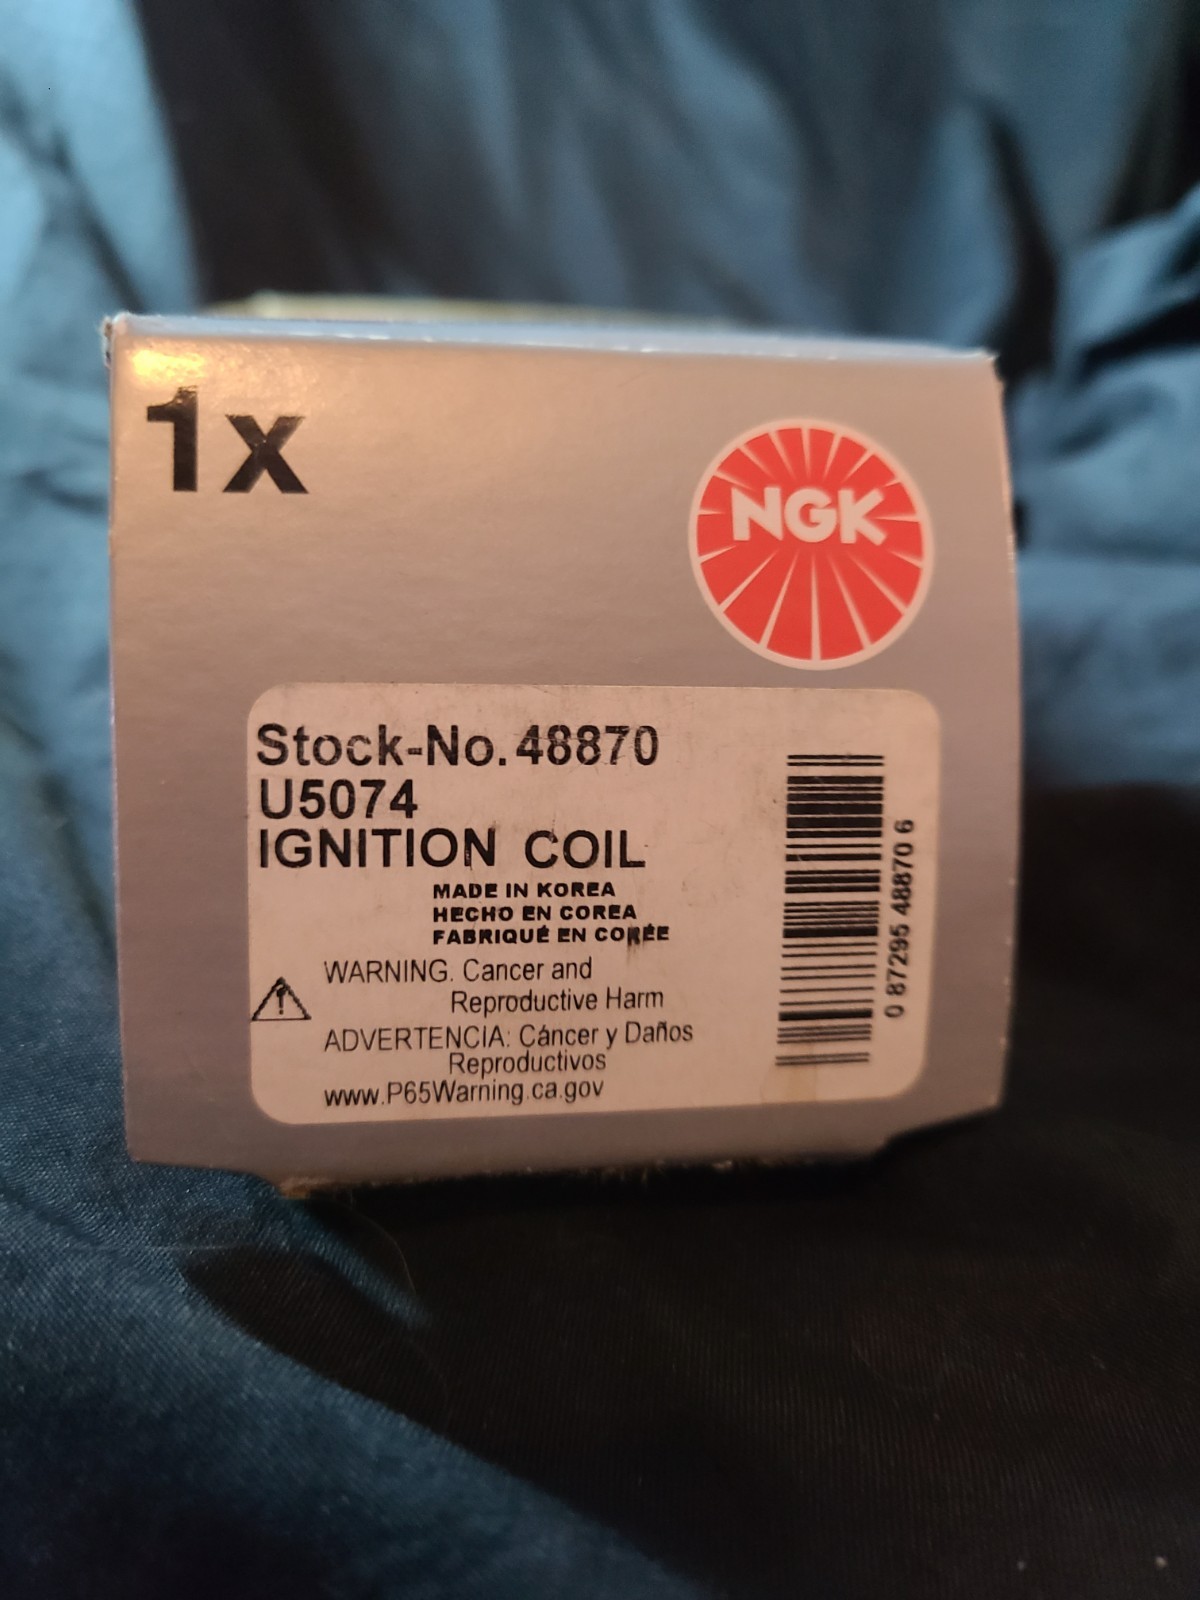 1x
NGK
Stock-No. 48870
U5074
IGNITION COIL
MADE IN KOREA
HECHO EN COREA
FABRIQUÉ EN CORÉE
WARNING. Cancer and
Reproductive Harm
ADVERTENCIA: Cáncer y Daños
Reproductivos
www.P65Warning.ca.gov
0 87295 48870 6